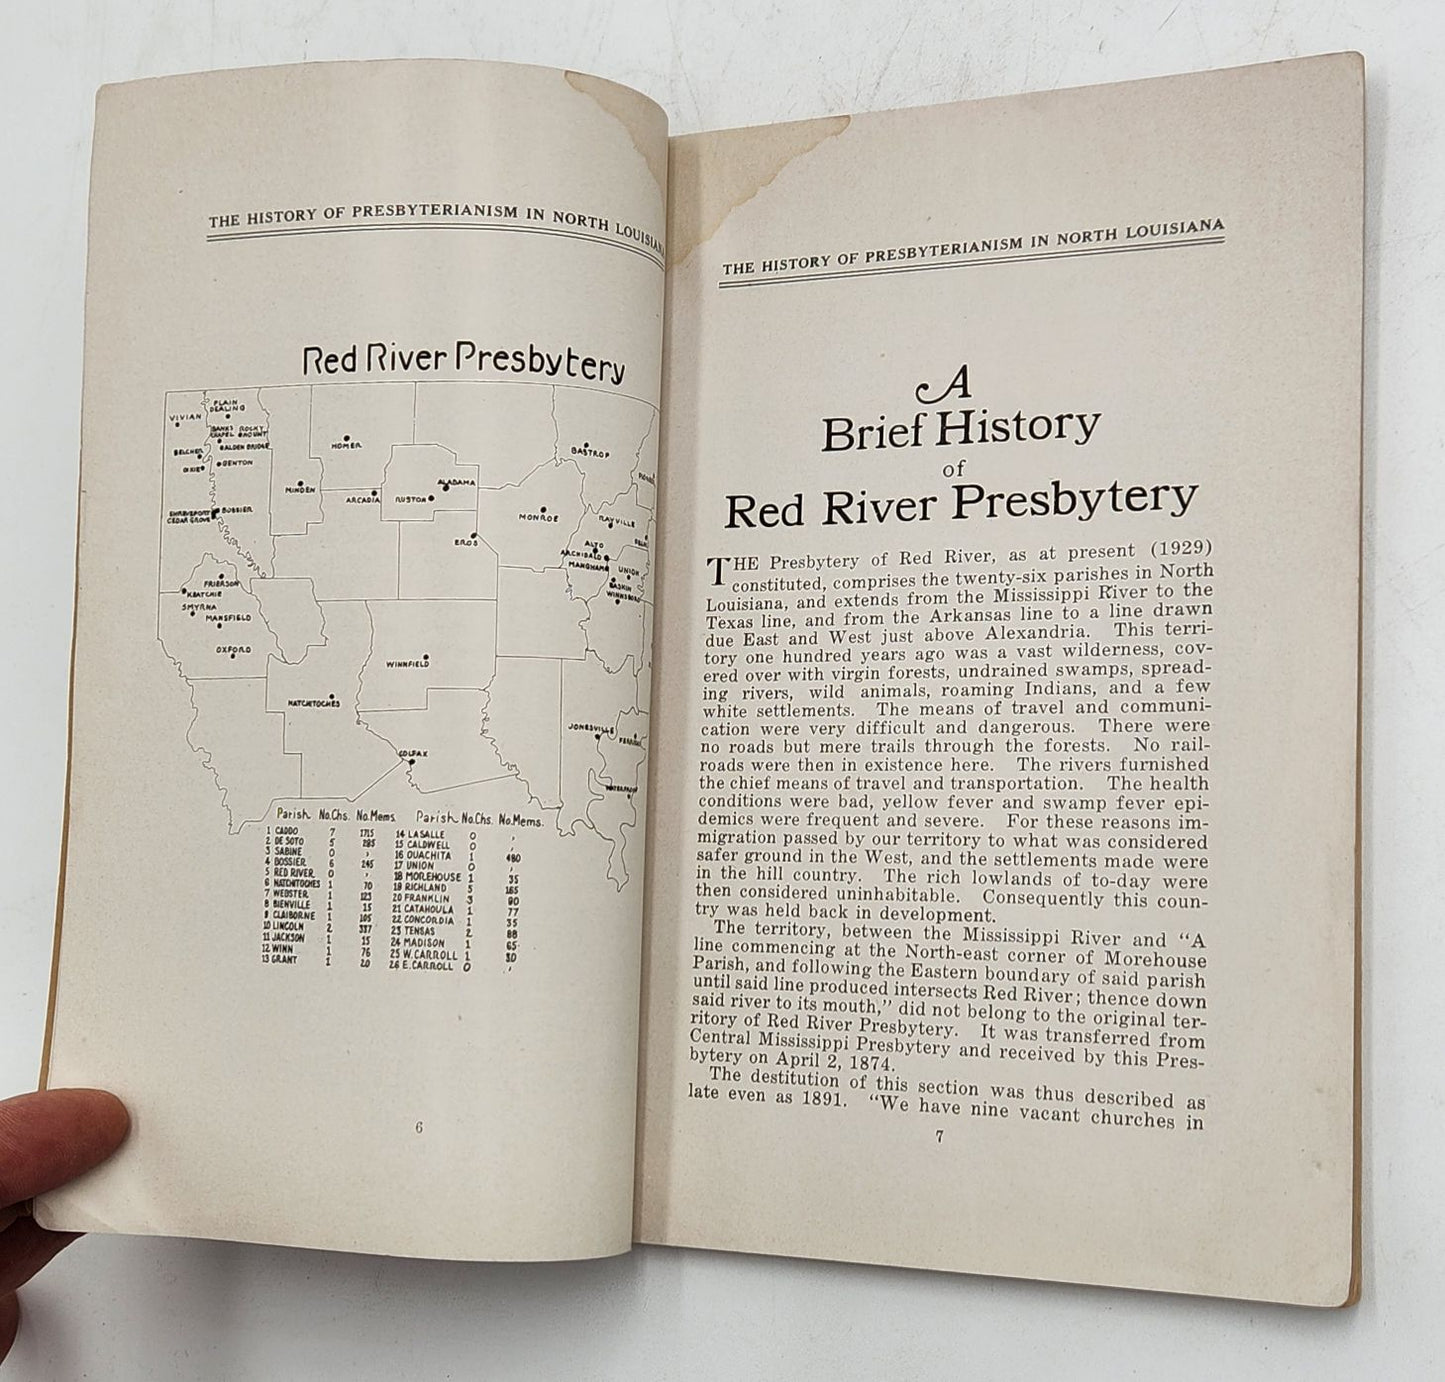 THE HISTORY OF PRESBYTERIANISM IN NORTH LOUISIANA
Red River Presbytery
VIVIAN
PLAIN
DEALING
ROCKY
MOUNT
ALDEN BRIDGE
BELCHER
DIXIE
BENTON
HOMER
BASTROP
MINDEN
ARCADIA
RUSTON
ALABAMA
SHREVEPORT
CEDAR GROVE
BOSSIER
MONROE
RAYVILLE
EROS
ALTO
ARCHIBALD
MANGHAM
UNION
BASKIN
WINNSBORO
FRIERSON
KEATCHIE
SMYRNA
MANSFIELD
OXFORD
WINNFIELD
NATCHITOCHES
JONESVILLE
COLFAX
WATERPROOF
Parish No.Chs. No.Mems. Parish No.Chs. No.Mems.
1 CADDO 7 1715 14 LASALLE 0 ,
2 DE SOTO 5 285 15 CALDWELL 0 ,
3 SABINE 0 , 16 OUACHITA 1 480
4 BOSSIER 6 245 17 UNION 0 ,
5 RED RIVER 0 , 18 MOREHOUSE 1 35
6 NATCHITOCHES 1 70 19 RICHLAND 5 165
7 WEBSTER 1 123 20 FRANKLIN 3 90
8 BIENVILLE 1 15 21 CATAHOULA 1 77
9 CLAIBORNE 1 105 22 CONCORDIA 1 35
10 LINCOLN 2 337 23 TENSAS 2 88
11 JACKSON 1 15 24 MADISON 1 65
12 WINN 1 76 25 W.CARROLL 1 30
13 GRANT 1 20 26 E.CARROLL 0 ,
6
THE HISTORY OF PRESBYTERIANISM IN NORTH LOUISIANA
A
Brief History
of
Red River Presbytery
THE Presbytery of Red River, as at present (1929)
constituted, comprises the twenty-six parishes in North
Louisiana, and extends from the Mississippi River to the
Texas line, and from the Arkansas line to a line drawn
due East and West just above Alexandria. This terri-
tory one hundred years ago was a vast wilderness, cov-
ered over with virgin forests, undrained swamps, spread-
ing rivers, wild animals, roaming Indians, and a few
white settlements. The means of travel and communi-
cation were very difficult and dangerous. There were
no roads but mere trails through the forests. No rail-
roads were then in existence here. The rivers furnished
the chief means of travel and transportation. The health
conditions were bad, yellow fever and swamp fever epi-
demics were frequent and severe. For these reasons im-
migration passed by our territory to what was considered
safer ground in the West, and the settlements made were
in the hill country. The rich lowlands of to-day were
then considered uninhabitable. Consequently this coun-
try was held back in development.
The territory, between the Mississippi River and "A
line commencing at the North-east corner of Morehouse
Parish, and following the Eastern boundary of said parish
until said line produced intersects Red River; thence down
said river to its mouth," did not belong to the original ter-
ritory of Red River Presbytery. It was transferred from
Central Mississippi Presbytery and received by this Pres-
bytery on April 2, 1874.
The destitution of this section was thus described as
late even as 1891. "We have nine vacant churches in
7